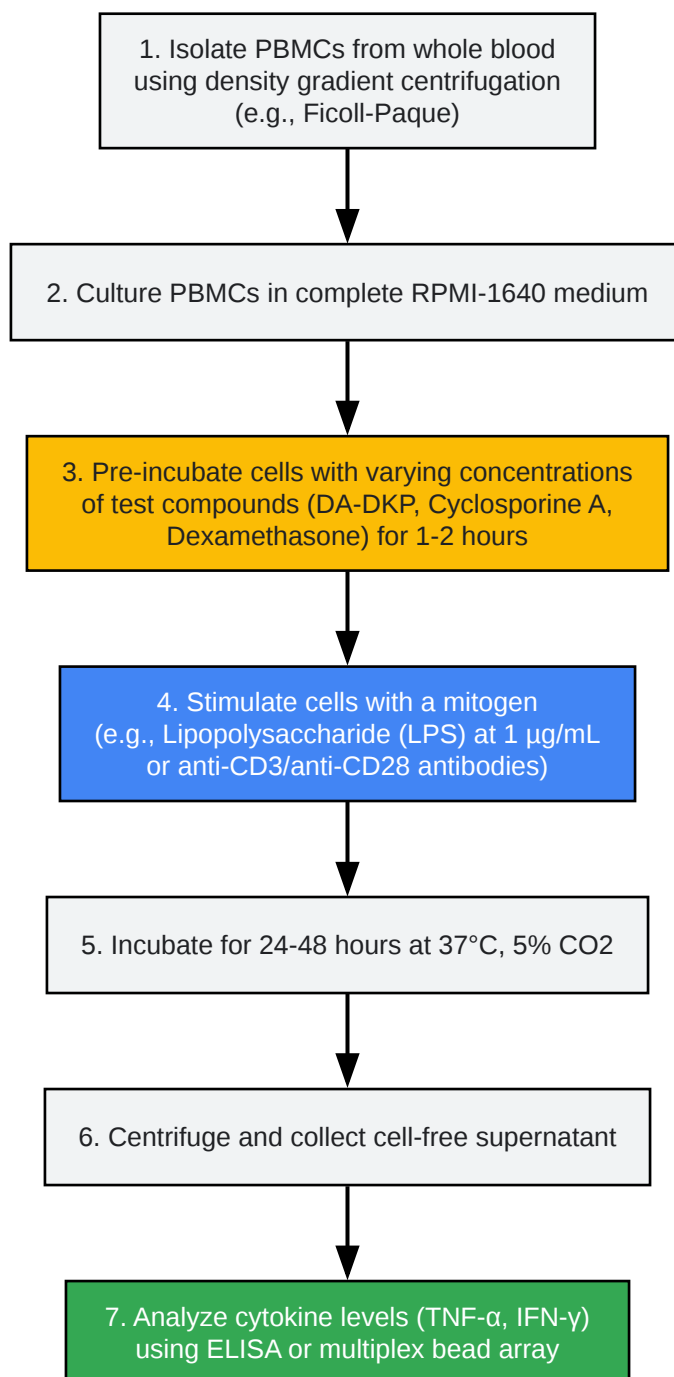 1. Isolate PBMCs from whole blood
using density gradient centrifugation
(e.g., Ficoll-Paque)
2. Culture PBMCs in complete RPMI-1640 medium
3. Pre-incubate cells with varying concentrations
of test compounds (DA-DKP, Cyclosporine A,
Dexamethasone) for 1-2 hours
4. Stimulate cells with a mitogen
(e.g., Lipopolysaccharide (LPS) at 1 µg/mL
or anti-CD3/anti-CD28 antibodies)
5. Incubate for 24-48 hours at 37°C, 5% CO2
6. Centrifuge and collect cell-free supernatant
7. Analyze cytokine levels (TNF-α, IFN-γ)
using ELISA or multiplex bead array